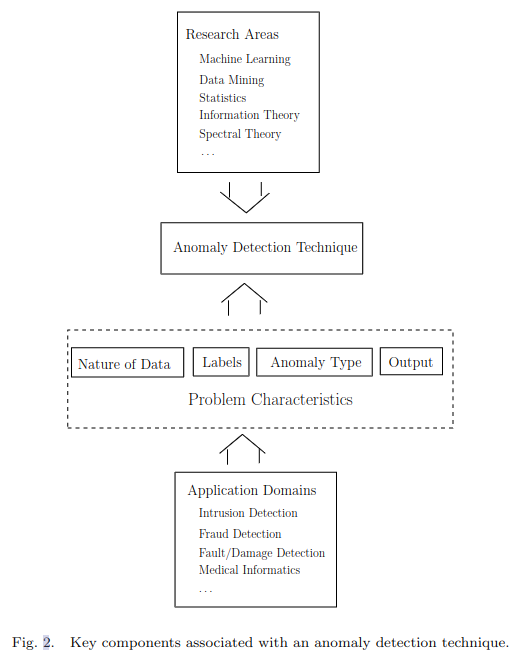 Research Areas
Machine Learning
Data Mining
Statistics
Information Theory
Spectral Theory
...
Anomaly Detection Technique
Nature of Data Labels Anomaly Type Output
Problem Characteristics
Application Domains
Intrusion Detection
Fraud Detection
Fault/Damage Detection
Medical Informatics
...
Fig. 2. Key components associated with an anomaly detection technique.